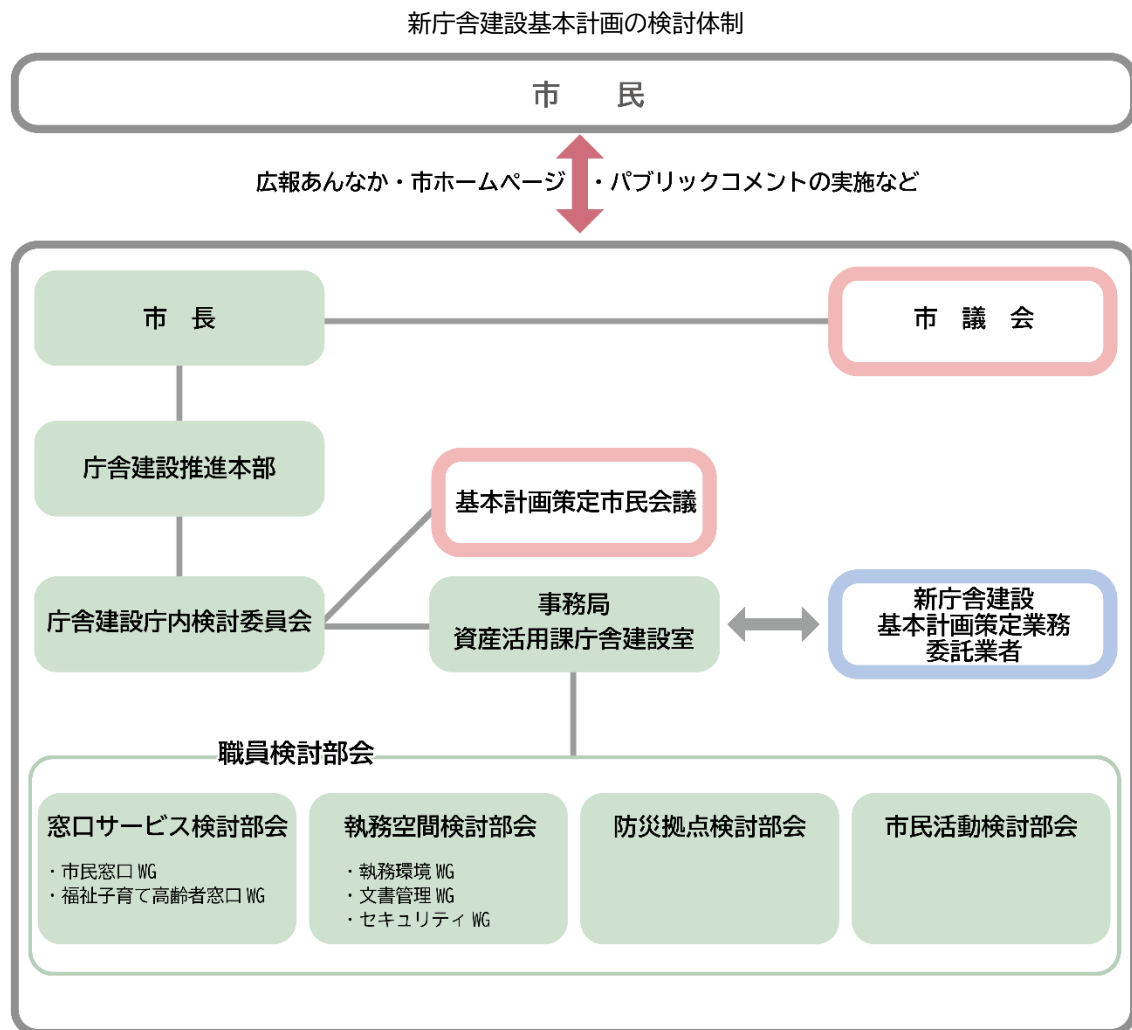 新庁舎建設基本計画の検討体制
市　民
広報あんなか・市ホームページ・パブリックコメントの実施など
市　長
市　議　会
庁舎建設推進本部
基本計画策定市民会議
庁舎建設庁内検討委員会
事務局
資産活用課庁舎建設室
新庁舎建設
基本計画策定業務
委託業者
職員検討部会
窓口サービス検討部会
・市民窓口 WG
・福祉子育て高齢者窓口 WG
執務空間検討部会
・執務環境 WG
・文書管理 WG
・セキュリティ WG
防災拠点検討部会
市民活動検討部会